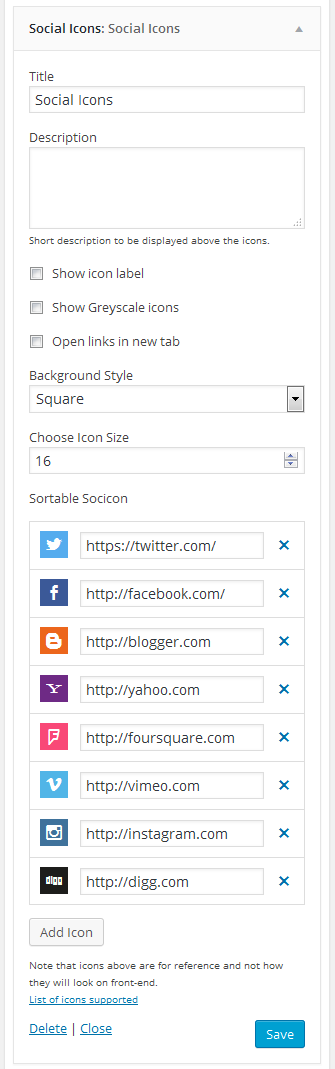 Social Icons: Social Icons
Title
Social Icons
Description
Short description to be displayed above the icons.
Show icon label
Show Greyscale icons
Open links in new tab
Background Style
Square
Choose Icon Size
16
Sortable Socicon
https://twitter.com/
http://facebook.com/
http://blogger.com
http://yahoo.com
http://foursquare.com
http://vimeo.com
http://instagram.com
digg http://digg.com
Add Icon
Note that icons above are for reference and not how
they will look on front-end.
List of icons supported
Delete | Close
Save